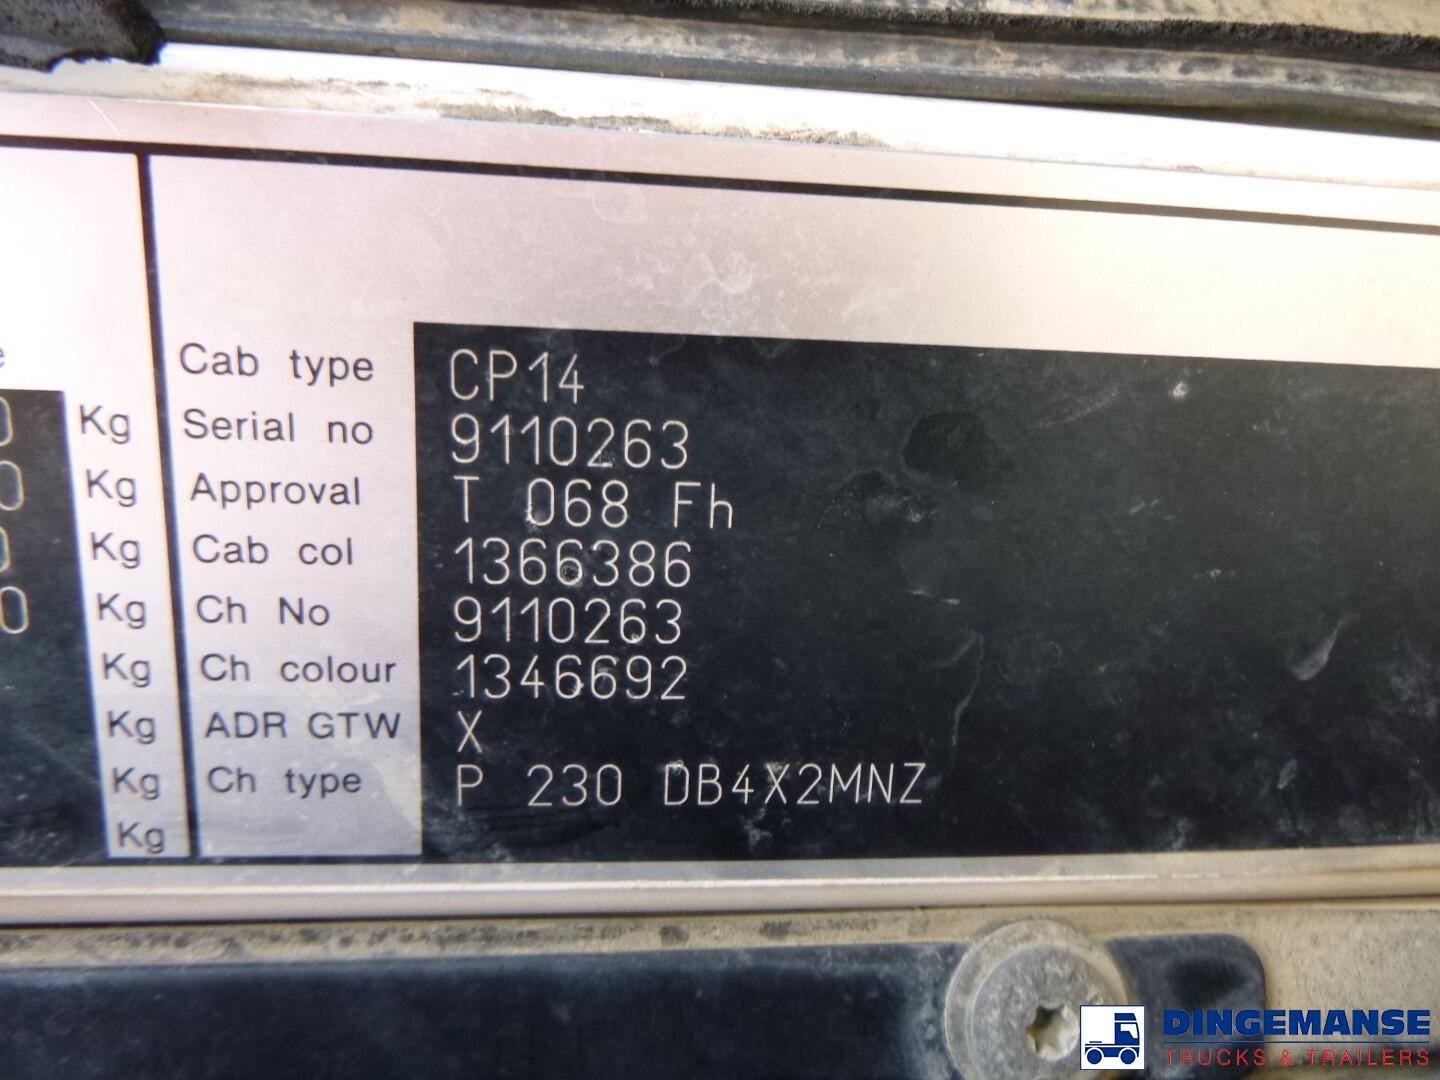 Cab type CP14
Kg Serial no 9110263
Kg Approval T 068 Fh
Kg Cab col 1366386
Kg Ch No 9110263
Kg Ch colour 1346692
Kg ADR GTW X
Kg Ch type P 230 DB4X2MNZ
Kg
DINGEMANSE
TRUCKS & TRAILERS